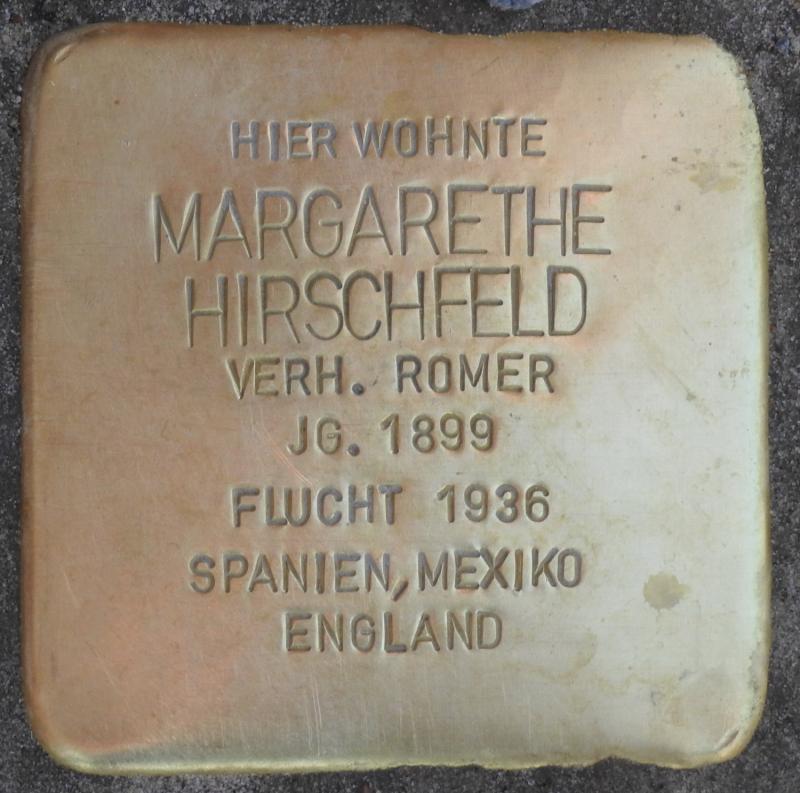 HIER WOHNTE
MARGARETHE
HIRSCHFELD
VERH. ROMER
JG. 1899
FLUCHT 1936
SPANIEN, MEXIKO
ENGLAND